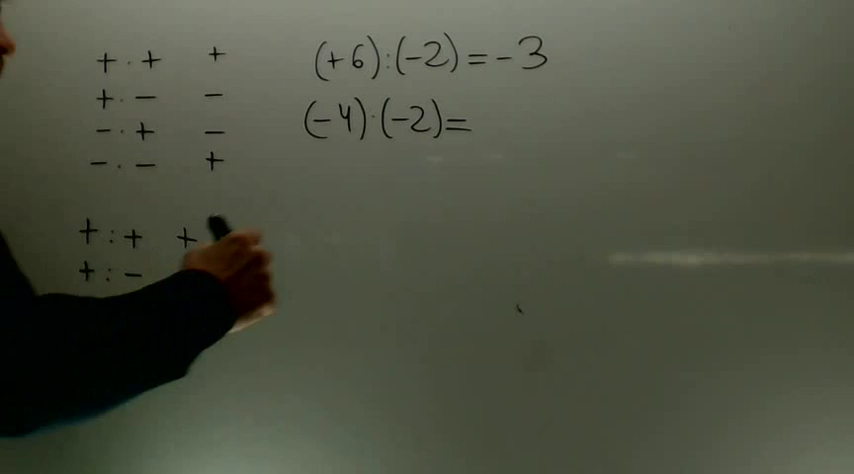 + · + +
+ · - -
- · + -
- · - +
+ : + +
+ : -
(+6):(-2)=-3
(-4)·(-2)=